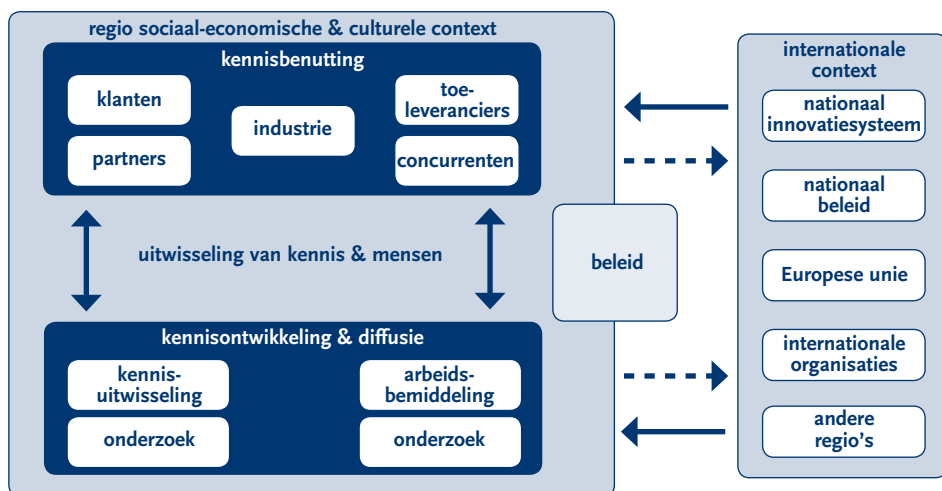 regio sociaal-economische & culturele context
kennisbenutting
klanten
partners
industrie
toe-
leveranciers
concurrenten
uitwisseling van kennis & mensen
beleid
kennisontwikkeling & diffusie
kennis-
uitwisseling
arbeids-
bemiddeling
onderzoek
onderzoek
internationale
context
nationaal
innovatiesysteem
nationaal
beleid
Europese unie
internationale
organisaties
andere
regio's